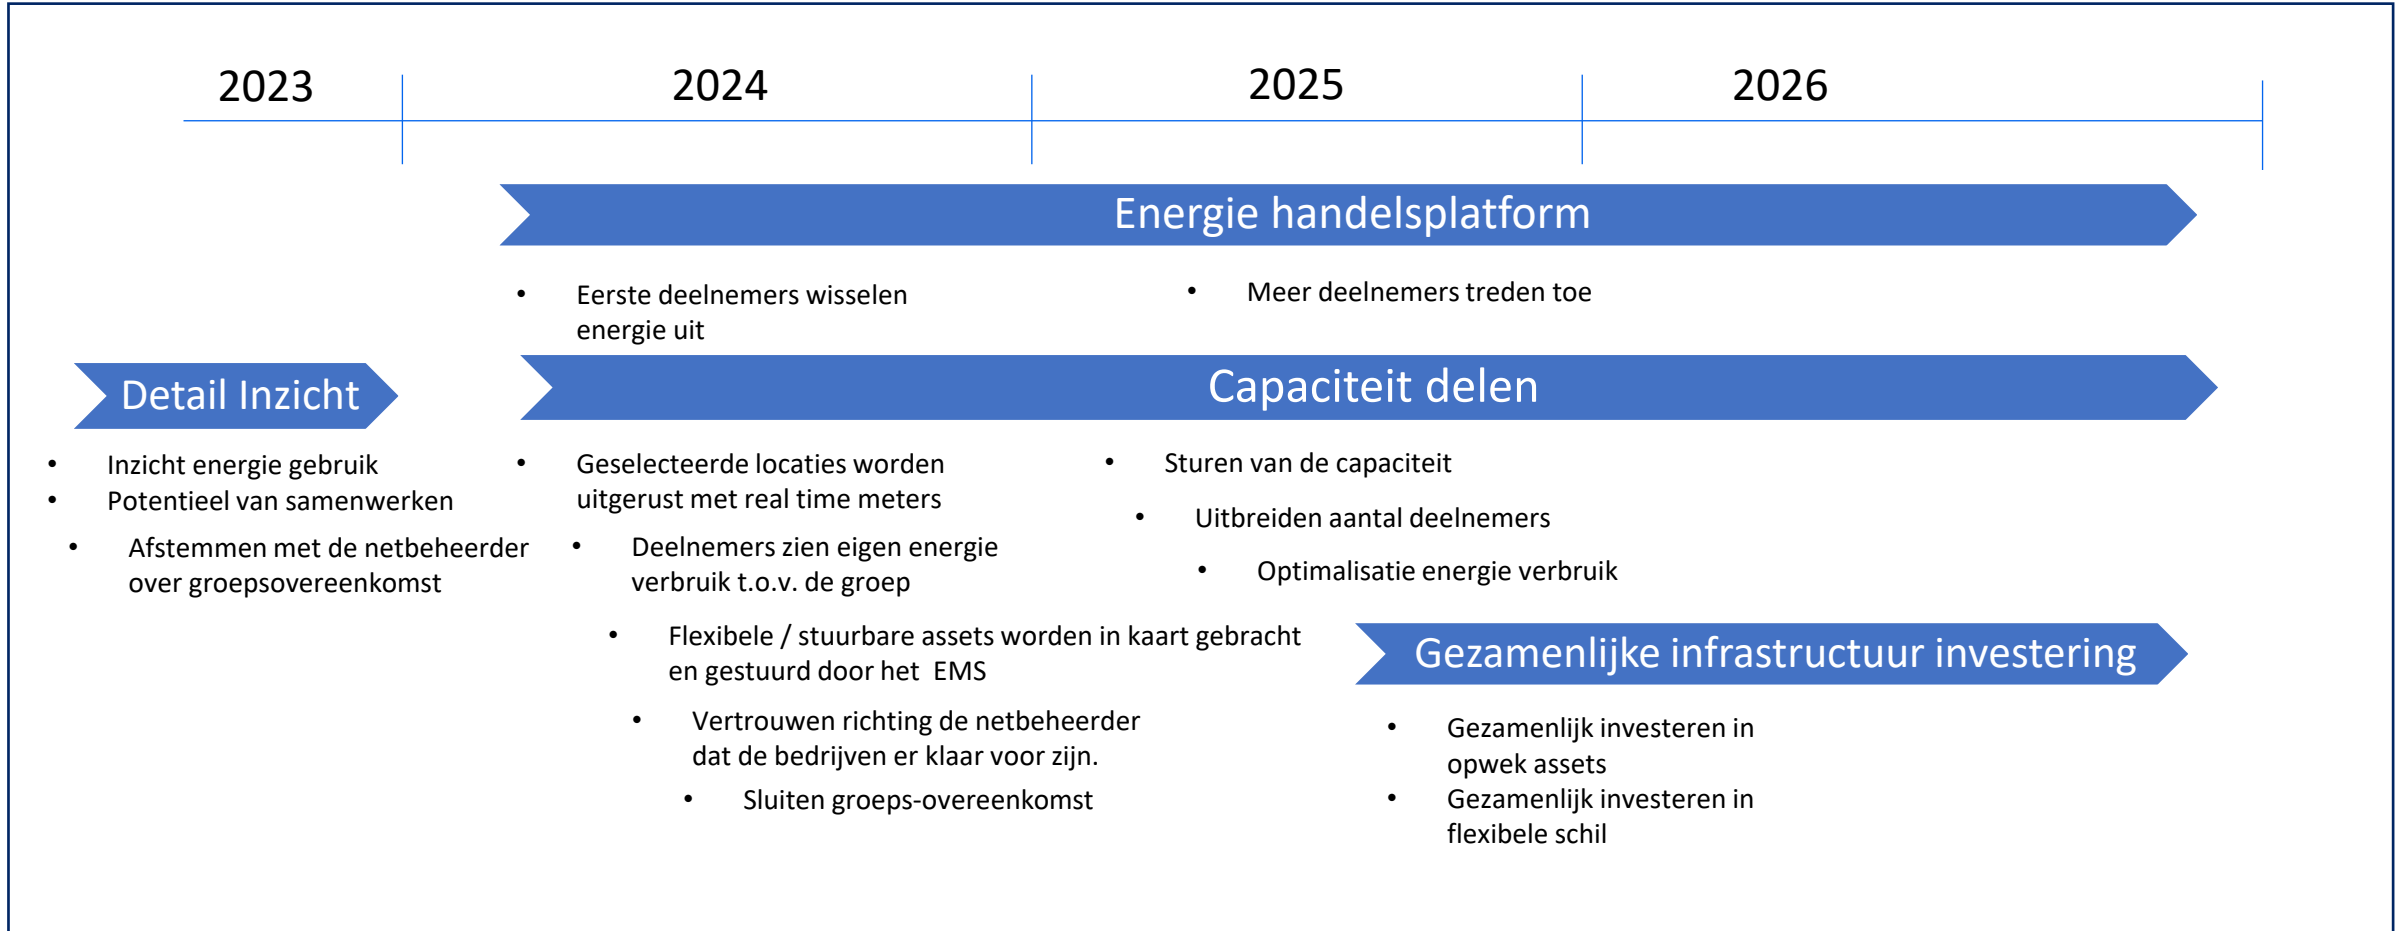 2023
2024
2025
2026
Energie handelsplatform
• Eerste deelnemers wisselen
energie uit
• Meer deelnemers treden toe
Detail Inzicht
Capaciteit delen
• Inzicht energie gebruik
• Potentieel van samenwerken
• Afstemmen met de netbeheerder
over groepsovereenkomst
• Geselecteerde locaties worden
uitgerust met real time meters
• Deelnemers zien eigen energie
verbruik t.o.v. de groep
• Flexibele / stuurbare assets worden in kaart gebracht
en gestuurd door het EMS
• Vertrouwen richting de netbeheerder
dat de bedrijven er klaar voor zijn.
• Sluiten groeps-overeenkomst
• Sturen van de capaciteit
• Uitbreiden aantal deelnemers
• Optimalisatie energie verbruik
Gezamenlijke infrastructuur investering
• Gezamenlijk investeren in
opwek assets
• Gezamenlijk investeren in
flexibele schil